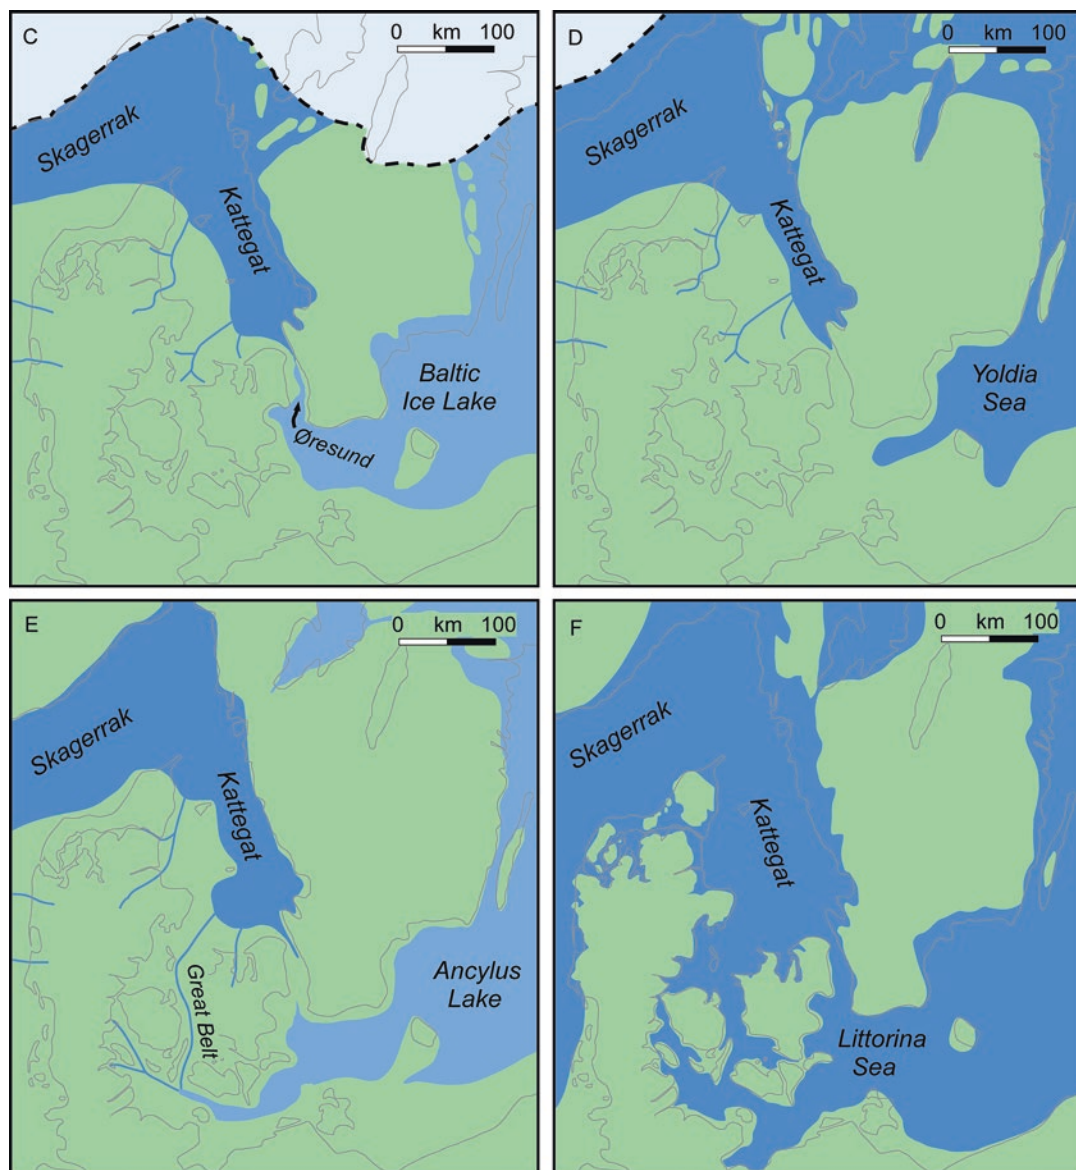 C
km
0 100
Skagerrak
Kattegat
Baltic
Ice Lake
Øresund
D
km
0 100
Skagerrak
Kattegat
Yoldia
Sea
E
km
0 100
Skagerrak
Kattegat
Great Belt
Ancylus
Lake
F
km
0 100
Skagerrak
Kattegat
Littorina
Sea